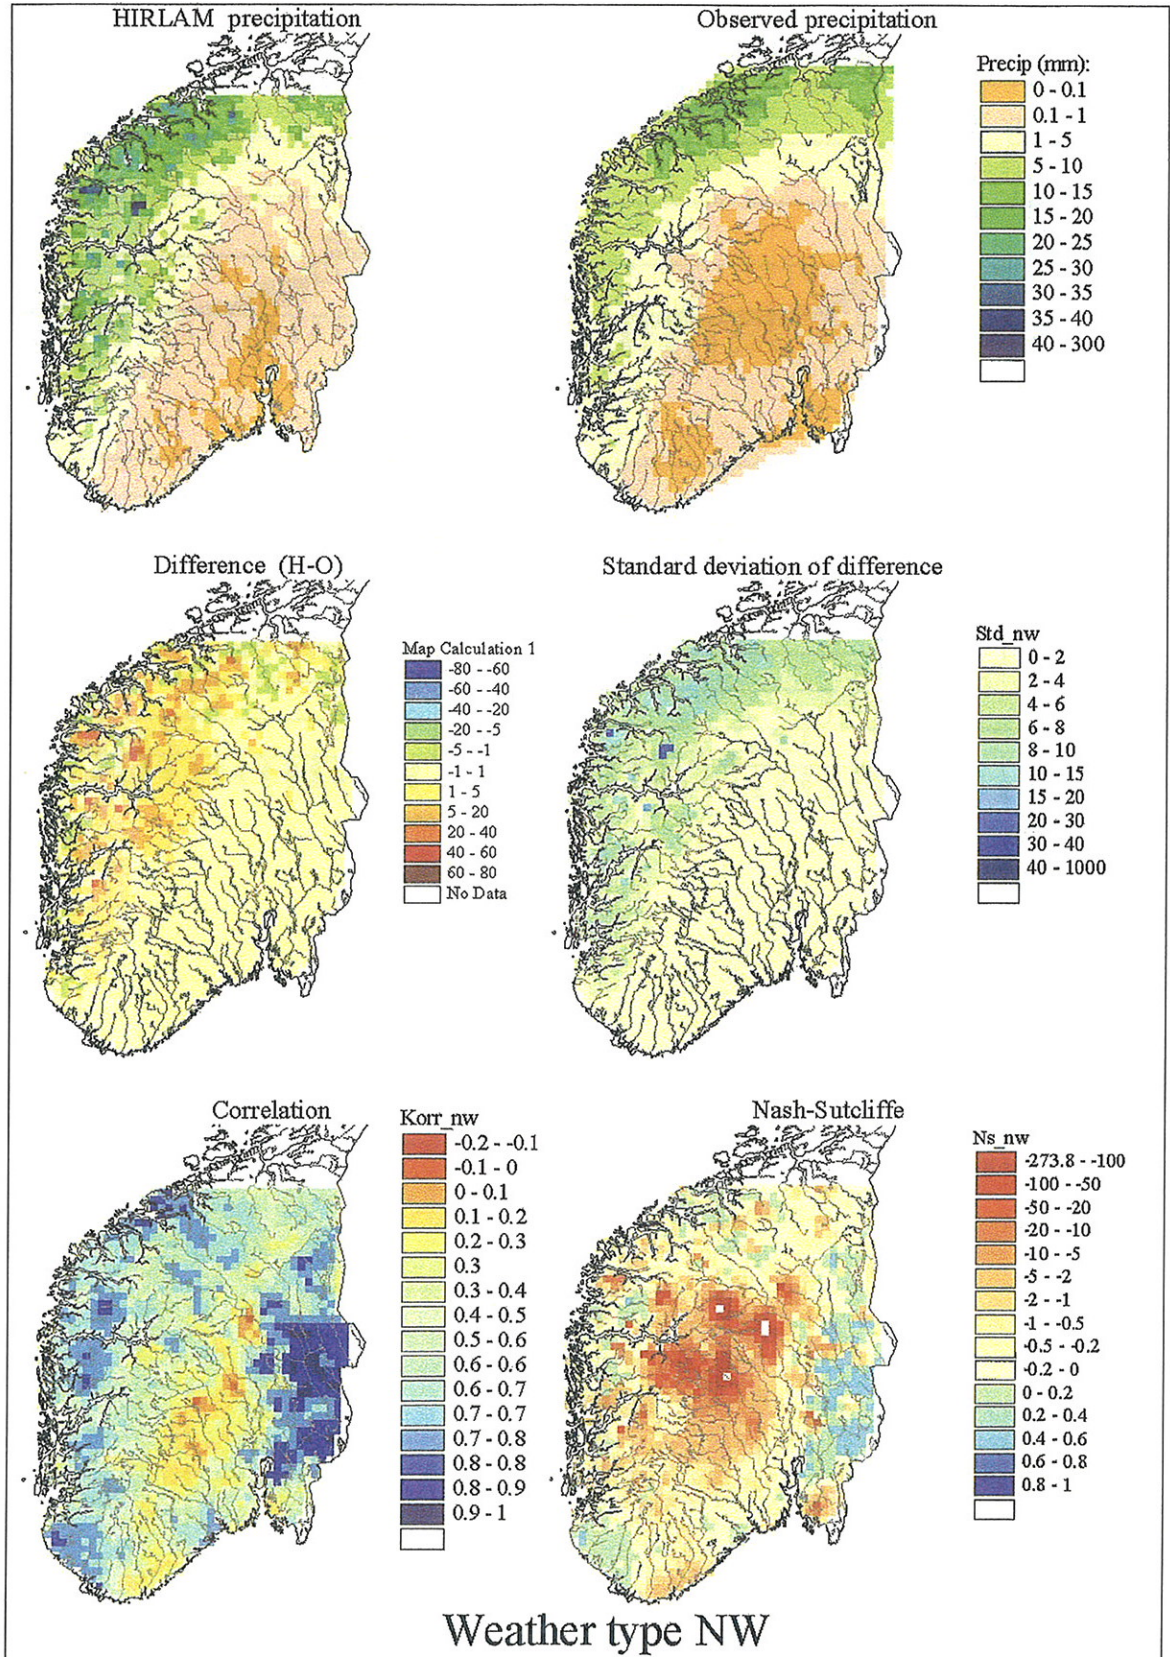 HIRLAM precipitation
Observed precipitation
Precip (mm):
0 - 0.1
0.1 - 1
1 - 5
5 - 10
10 - 15
15 - 20
20 - 25
25 - 30
30 - 35
35 - 40
40 - 300
Difference (H-O)
Map Calculation 1
-80 - -60
-60 - -40
-40 - -20
-20 - -5
-5 - -1
-1 - 1
1 - 5
5 - 20
20 - 40
40 - 60
60 - 80
No Data
Standard deviation of difference
Std_nw
0 - 2
2 - 4
4 - 6
6 - 8
8 - 10
10 - 15
15 - 20
20 - 30
30 - 40
40 - 1000
Correlation
Korr_nw
-0.2 - -0.1
-0.1 - 0
0 - 0.1
0.1 - 0.2
0.2 - 0.3
0.3
0.3 - 0.4
0.4 - 0.5
0.5 - 0.6
0.6 - 0.6
0.6 - 0.7
0.7 - 0.7
0.7 - 0.8
0.8 - 0.8
0.8 - 0.9
0.9 - 1
Nash-Sutcliffe
Ns_nw
-273.8 - -100
-100 - -50
-50 - -20
-20 - -10
-10 - -5
-5 - -2
-2 - -1
-1 - -0.5
-0.5 - -0.2
-0.2 - 0
0 - 0.2
0.2 - 0.4
0.4 - 0.6
0.6 - 0.8
0.8 - 1
Weather type NW